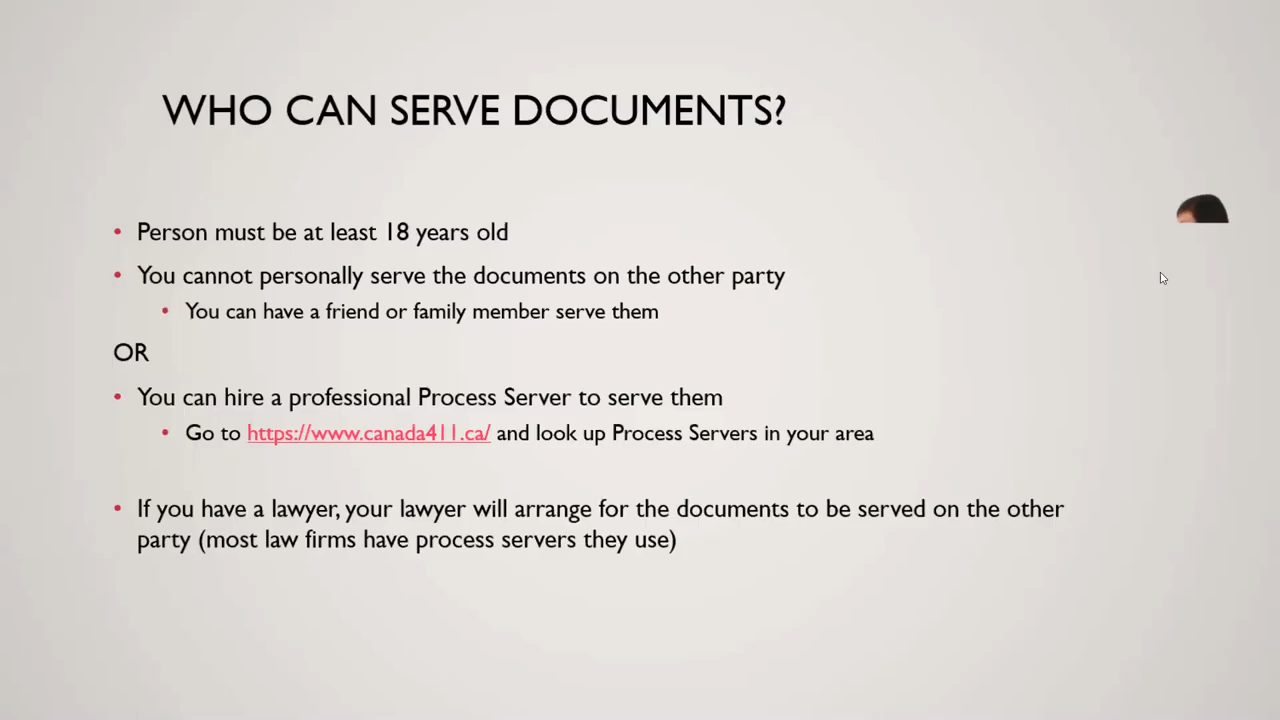 WHO CAN SERVE DOCUMENTS?
• Person must be at least 18 years old
• You cannot personally serve the documents on the other party
• You can have a friend or family member serve them
OR
• You can hire a professional Process Server to serve them
• Go to https://www.canada411.ca/ and look up Process Servers in your area
• If you have a lawyer, your lawyer will arrange for the documents to be served on the other
party (most law firms have process servers they use)